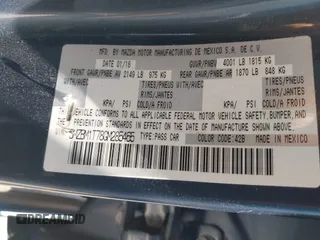 MFD BY MAZDA MOTOR MANUFACTURING DE MEXICO S.A. DE C.V.
DATE 01/16 GVWR/PNBV 4001 LB 1815 KG
FRONT GAWR/PNBE AV 2149 LB 975 KG REAR GAWR/PNBE AR 1870 LB 848 KG
WITH/AVEC TIRES/PNEUS WITH/AVEC TIRES/PNEUS
RIMS/JANTES RIMS/JANTES
AT/À KPA PSI COLD/A FROID AT/À KPA PSI COLD/A FROID
THIS VEHICLE CONFORMS TO ALL APPLICABLE FEDERAL MOTOR VEHICLE SAFETY, BUMPER, AND THEFT
PREVENTION STANDARDS IN EFFECT ON THE DATE OF MANUFACTURE SHOWN ABOVE.
TYPE PASS CAR COLOR CODE: 42B MADE IN MEXICO